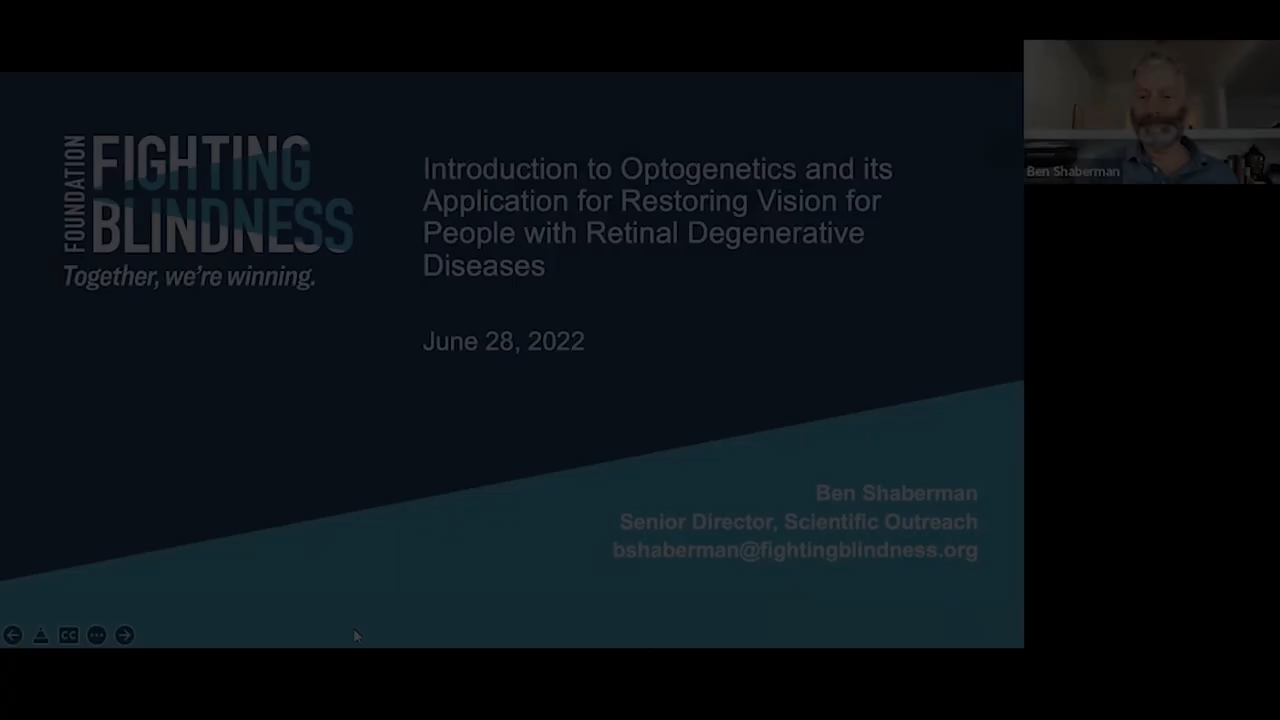 FOUNDATION
FIGHTING
BLINDNESS
Together, we're winning.
Introduction to Optogenetics and its
Application for Restoring Vision for
People with Retinal Degenerative
Diseases
June 28, 2022
Ben Shaberman
Senior Director, Scientific Outreach
bshaberman@fightingblindness.org
Ben Shaberman
CC